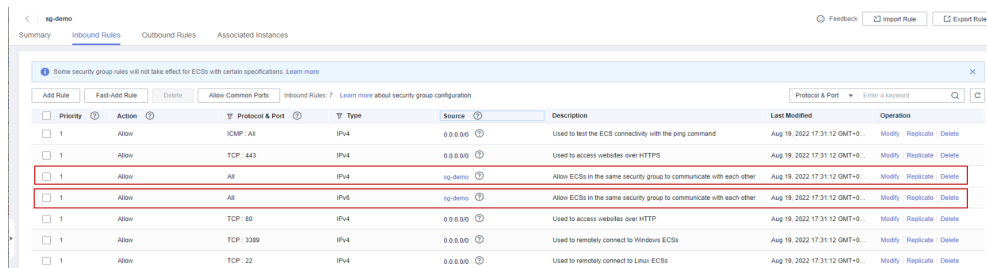 sg-demo
Feedback Import Rule Export Rule
Summary Inbound Rules Outbound Rules Associated Instances
Some security group rules will not take effect for ECSs with certain specifications. Learn more
Add Rule Fast-Add Rule Delete Allow Common Ports Inbound Rules: 7 Learn more about security group configuration. Protocol & Port Enter a keyword.
Priority Action Protocol & Port Type Source Description Last Modified Operation
1 Allow ICMP : All IPv4 0.0.0.0/0 Used to test the ECS connectivity with the ping command Aug 19, 2022 17:31:12 GMT+0... Modify Replicate Delete
1 Allow TCP : 443 IPv4 0.0.0.0/0 Used to access websites over HTTPS Aug 19, 2022 17:31:12 GMT+0... Modify Replicate Delete
1 Allow All IPv4 sg-demo Allow ECSs in the same security group to communicate with each other Aug 19, 2022 17:31:12 GMT+0... Modify Replicate Delete
1 Allow All IPv6 sg-demo Allow ECSs in the same security group to communicate with each other Aug 19, 2022 17:31:12 GMT+0... Modify Replicate Delete
1 Allow TCP : 80 IPv4 0.0.0.0/0 Used to access websites over HTTP Aug 19, 2022 17:31:12 GMT+0... Modify Replicate Delete
1 Allow TCP : 3389 IPv4 0.0.0.0/0 Used to remotely connect to Windows ECSs Aug 19, 2022 17:31:12 GMT+0... Modify Replicate Delete
1 Allow TCP : 22 IPv4 0.0.0.0/0 Used to remotely connect to Linux ECSs Aug 19, 2022 17:31:12 GMT+0... Modify Replicate Delete